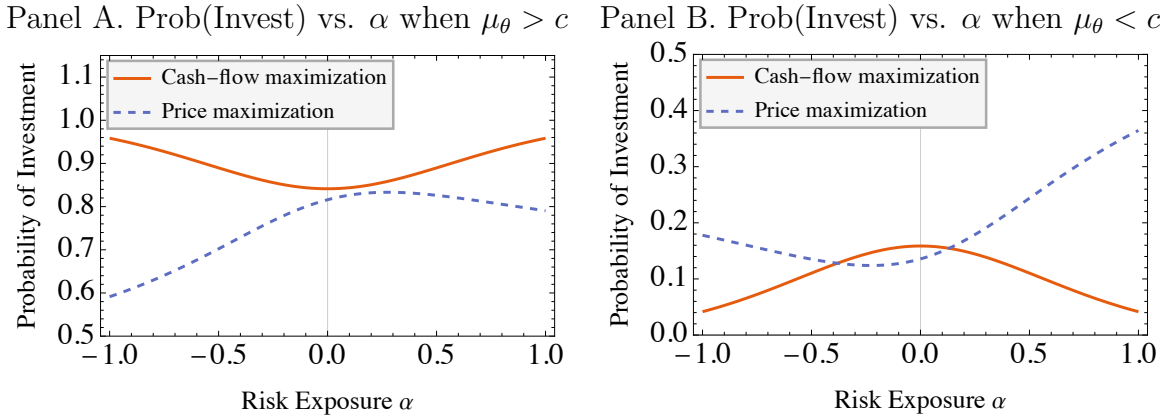 Panel A. Prob(Invest) vs. α when μθ > c
Panel B. Prob(Invest) vs. α when μθ < c
Probability of Investment
1.1
1.0
0.9
0.8
0.7
0.6
0.5
Cash-flow maximization
Price maximization
−1.0 −0.5 0.0 0.5 1.0
Risk Exposure α
Probability of Investment
0.5
0.4
0.3
0.2
0.1
0.0
Cash-flow maximization
Price maximization
−1.0 −0.5 0.0 0.5 1.0
Risk Exposure α